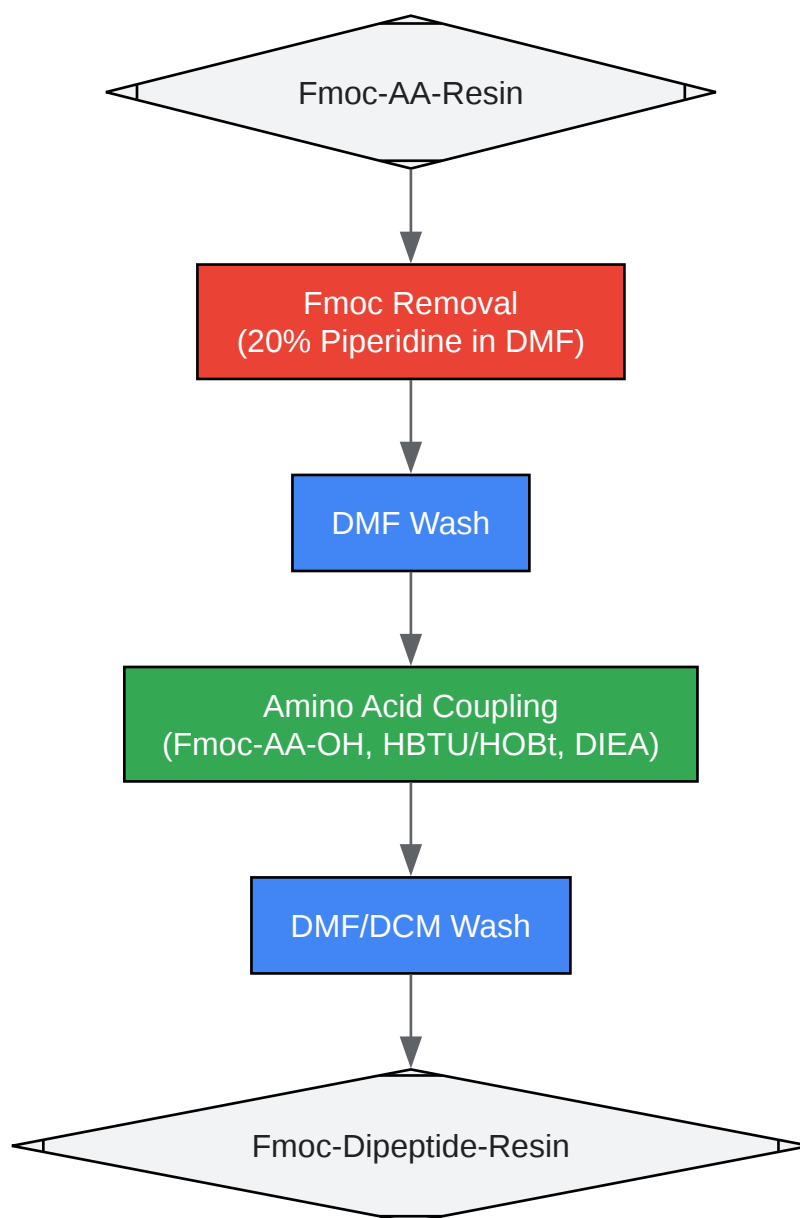 Fmoc-AA-Resin
Fmoc Removal
(20% Piperidine in DMF)
DMF Wash
Amino Acid Coupling
(Fmoc-AA-OH, HBTU/HOBt, DIEA)
DMF/DCM Wash
Fmoc-Dipeptide-Resin